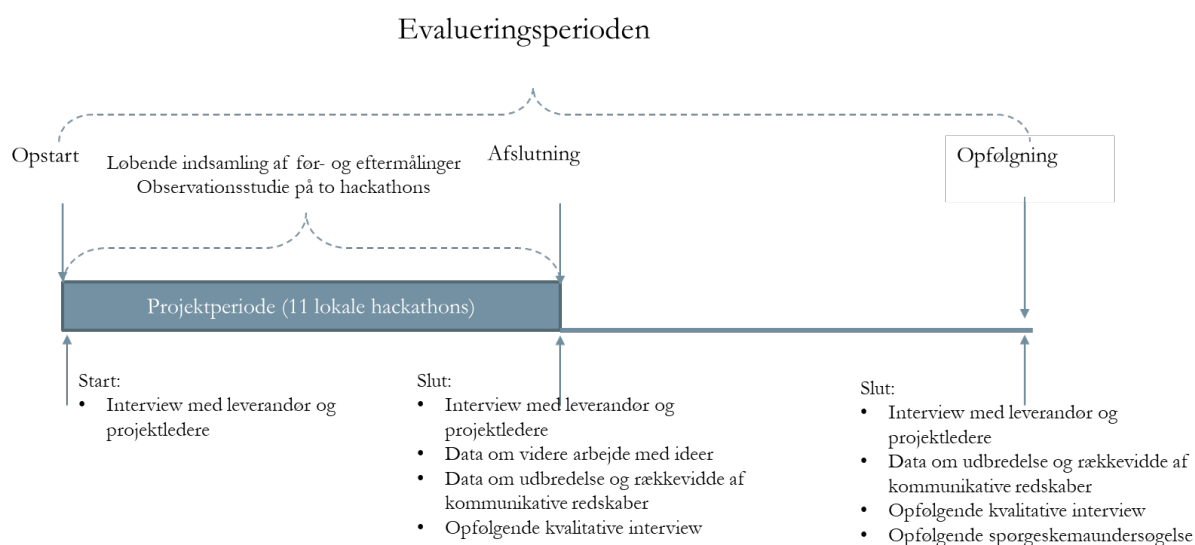 Evalueringsperioden
Opstart
Løbende indsamling af før- og eftermålinger
Observationsstudie på to hackathons
Afslutning
Opfølgning
Projektperiode (11 lokale hackathons)
Start:
• Interview med leverandør og
projektledere
Slut:
• Interview med leverandør og
projektledere
• Data om videre arbejde med ideer
• Data om udbredelse og rækkevidde af
kommunikative redskaber
• Opfølgende kvalitative interview
Slut:
• Interview med leverandør og
projektledere
• Data om udbredelse og rækkevidde af
kommunikative redskaber
• Opfølgende kvalitative interview
• Opfølgende spørgeskemaundersøgelse